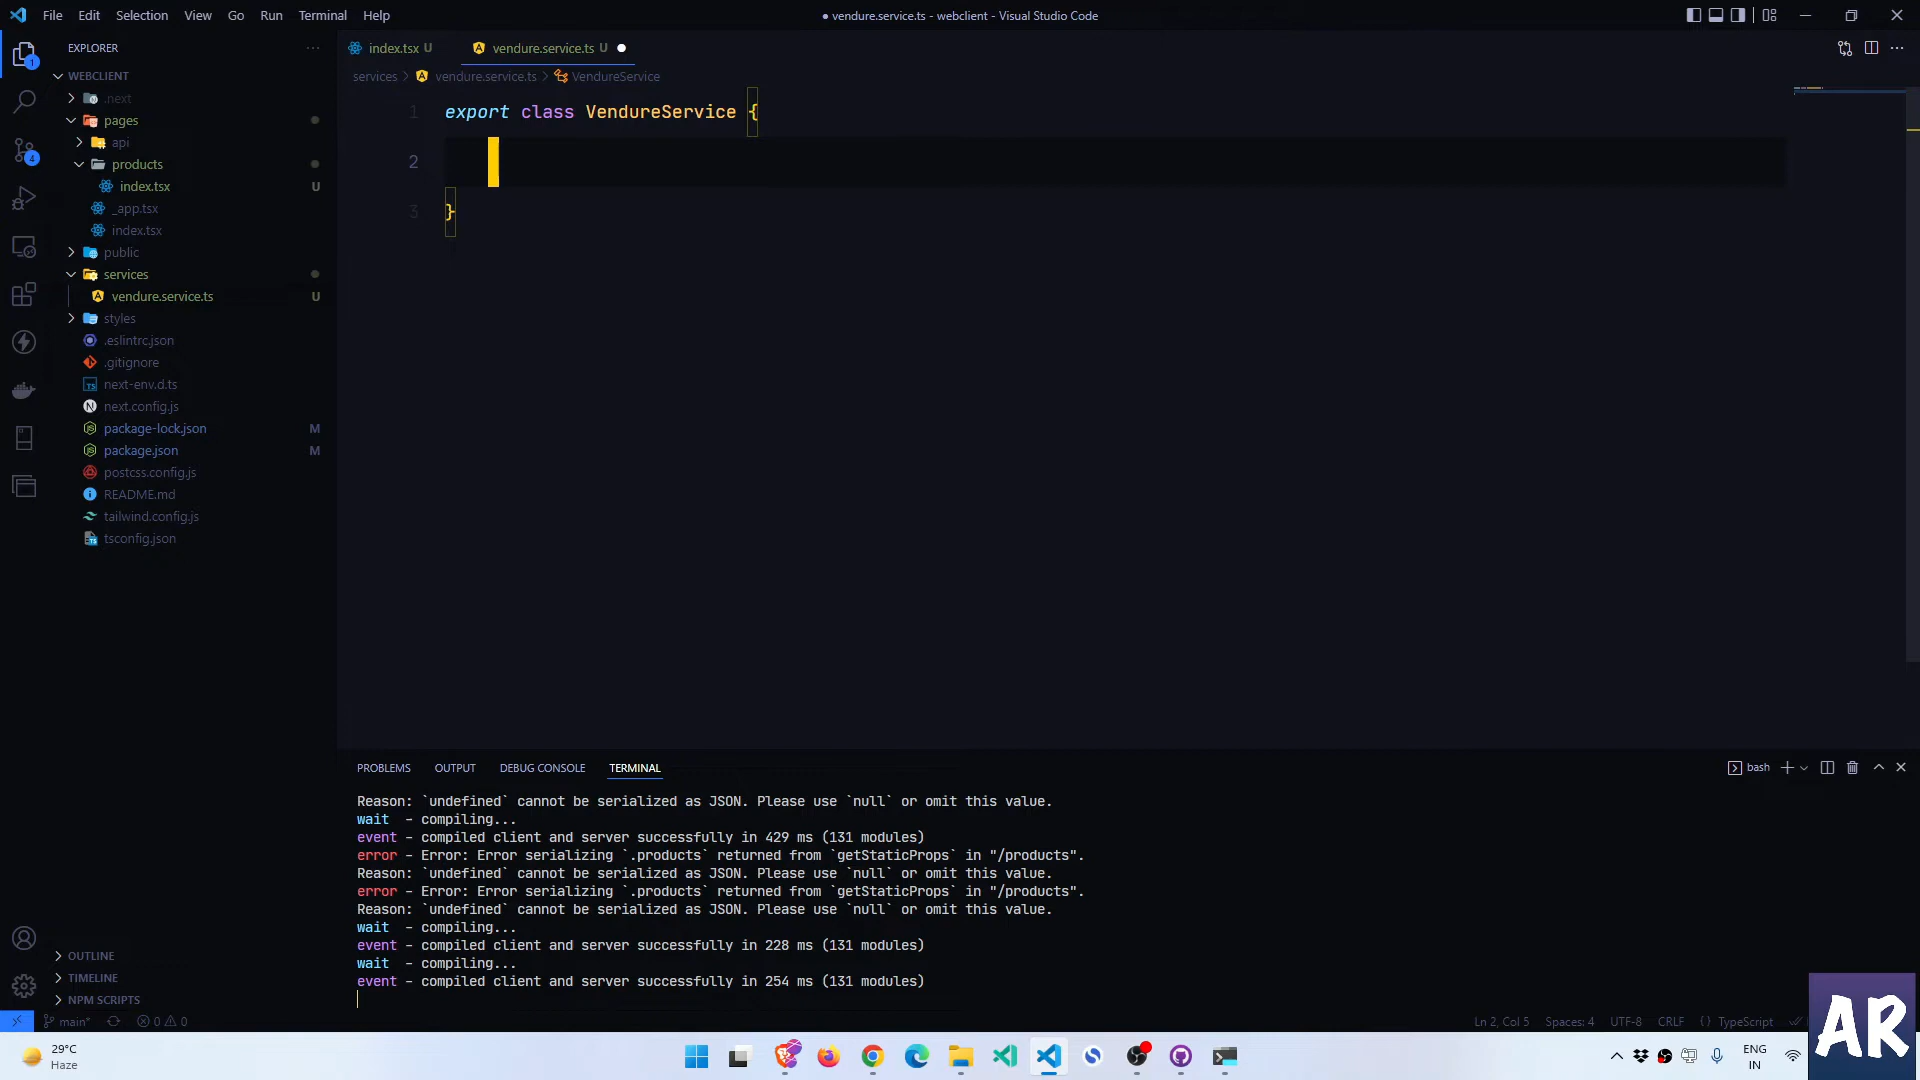 File Edit Selection View Go Run Terminal Help
● vendure.service.ts - webclient - Visual Studio Code
EXPLORER
WEBCLIENT
.next
pages
api
products
index.tsx U
_app.tsx
index.tsx
public
services
vendure.service.ts U
styles
.eslintrc.json
.gitignore
next-env.d.ts
next.config.js
package-lock.json M
package.json M
postcss.config.js
README.md
tailwind.config.js
tsconfig.json
OUTLINE
TIMELINE
NPM SCRIPTS
1
4
index.tsx U
vendure.service.ts U
services > vendure.service.ts > VendureService
1 export class VendureService {
2
3 }
PROBLEMS OUTPUT DEBUG CONSOLE TERMINAL
bash
Reason: `undefined` cannot be serialized as JSON. Please use `null` or omit this value.
wait - compiling...
event - compiled client and server successfully in 429 ms (131 modules)
error - Error: Error serializing `.products` returned from `getStaticProps` in "/products".
Reason: `undefined` cannot be serialized as JSON. Please use `null` or omit this value.
error - Error: Error serializing `.products` returned from `getStaticProps` in "/products".
Reason: `undefined` cannot be serialized as JSON. Please use `null` or omit this value.
wait - compiling...
event - compiled client and server successfully in 228 ms (131 modules)
wait - compiling...
event - compiled client and server successfully in 254 ms (131 modules)
main* 0 0
Ln 2, Col 5 Spaces: 4 UTF-8 CRLF { } TypeScript
29°C
Haze
ENG
IN
AR